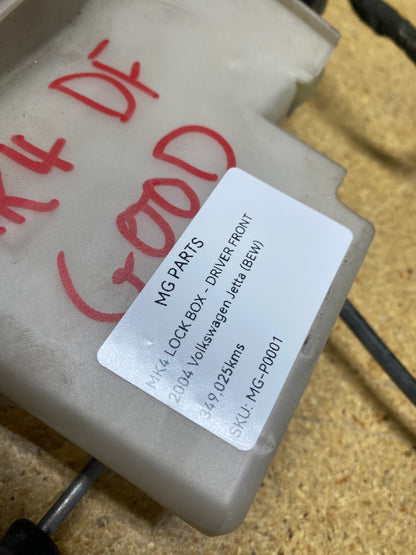 MK4 DF
GOOD
MG PARTS
MK4 LOCK BOX - DRIVER FRONT
2004 Volkswagen Jetta (BEW)
349,025kms
SKU: MG-P0001